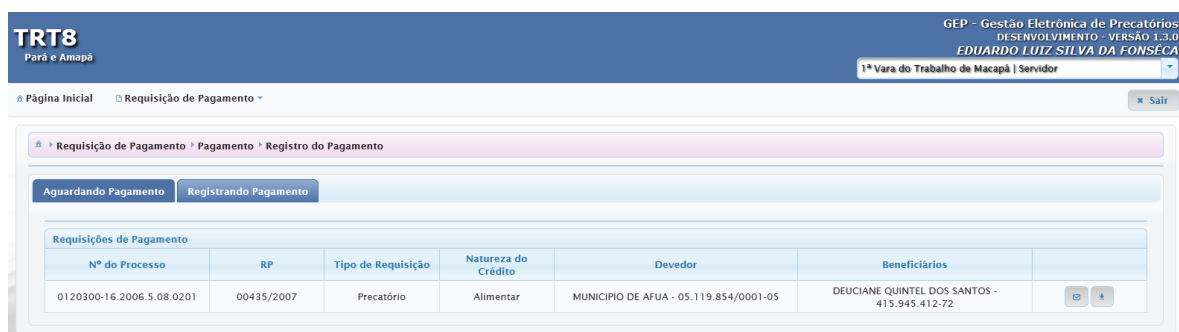 TRT8
Pará e Amapá
GEP - Gestão Eletrônica de Precatórios
DESENVOLVIMENTO - VERSÃO 1.3.0
EDUARDO LUIZ SILVA DA FONSÊCA
1ª Vara do Trabalho de Macapá | Servidor
Página Inicial Requisição de Pagamento
Sair
Requisição de Pagamento Pagamento Registro do Pagamento
Aguardando Pagamento Registrando Pagamento
Requisições de Pagamento
Nº do Processo RP Tipo de Requisição Natureza do Crédito Devedor Beneficiários
0120300-16.2006.5.08.0201 00435/2007 Precatório Alimentar MUNICIPIO DE AFUA - 05.119.854/0001-05 DEUCIANE QUINTEL DOS SANTOS - 415.945.412-72